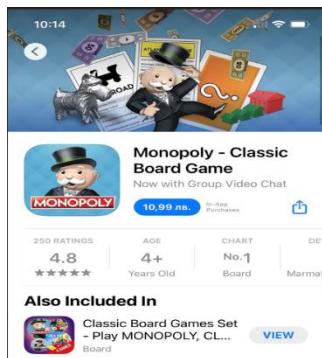 10:14
RAILROAD
?
Monopoly - Classic
Board Game
Now with Group Video Chat
10,99 лв.
In-App
Purchases
MONOPOLY
250 RATINGS
AGE
CHART
DE
4.8
4+
No.1
★★★★★
Years Old
Board
Marmal
Also Included In
Classic Board Games Set
- Play MONOPOLY, CL...
Board
VIEW